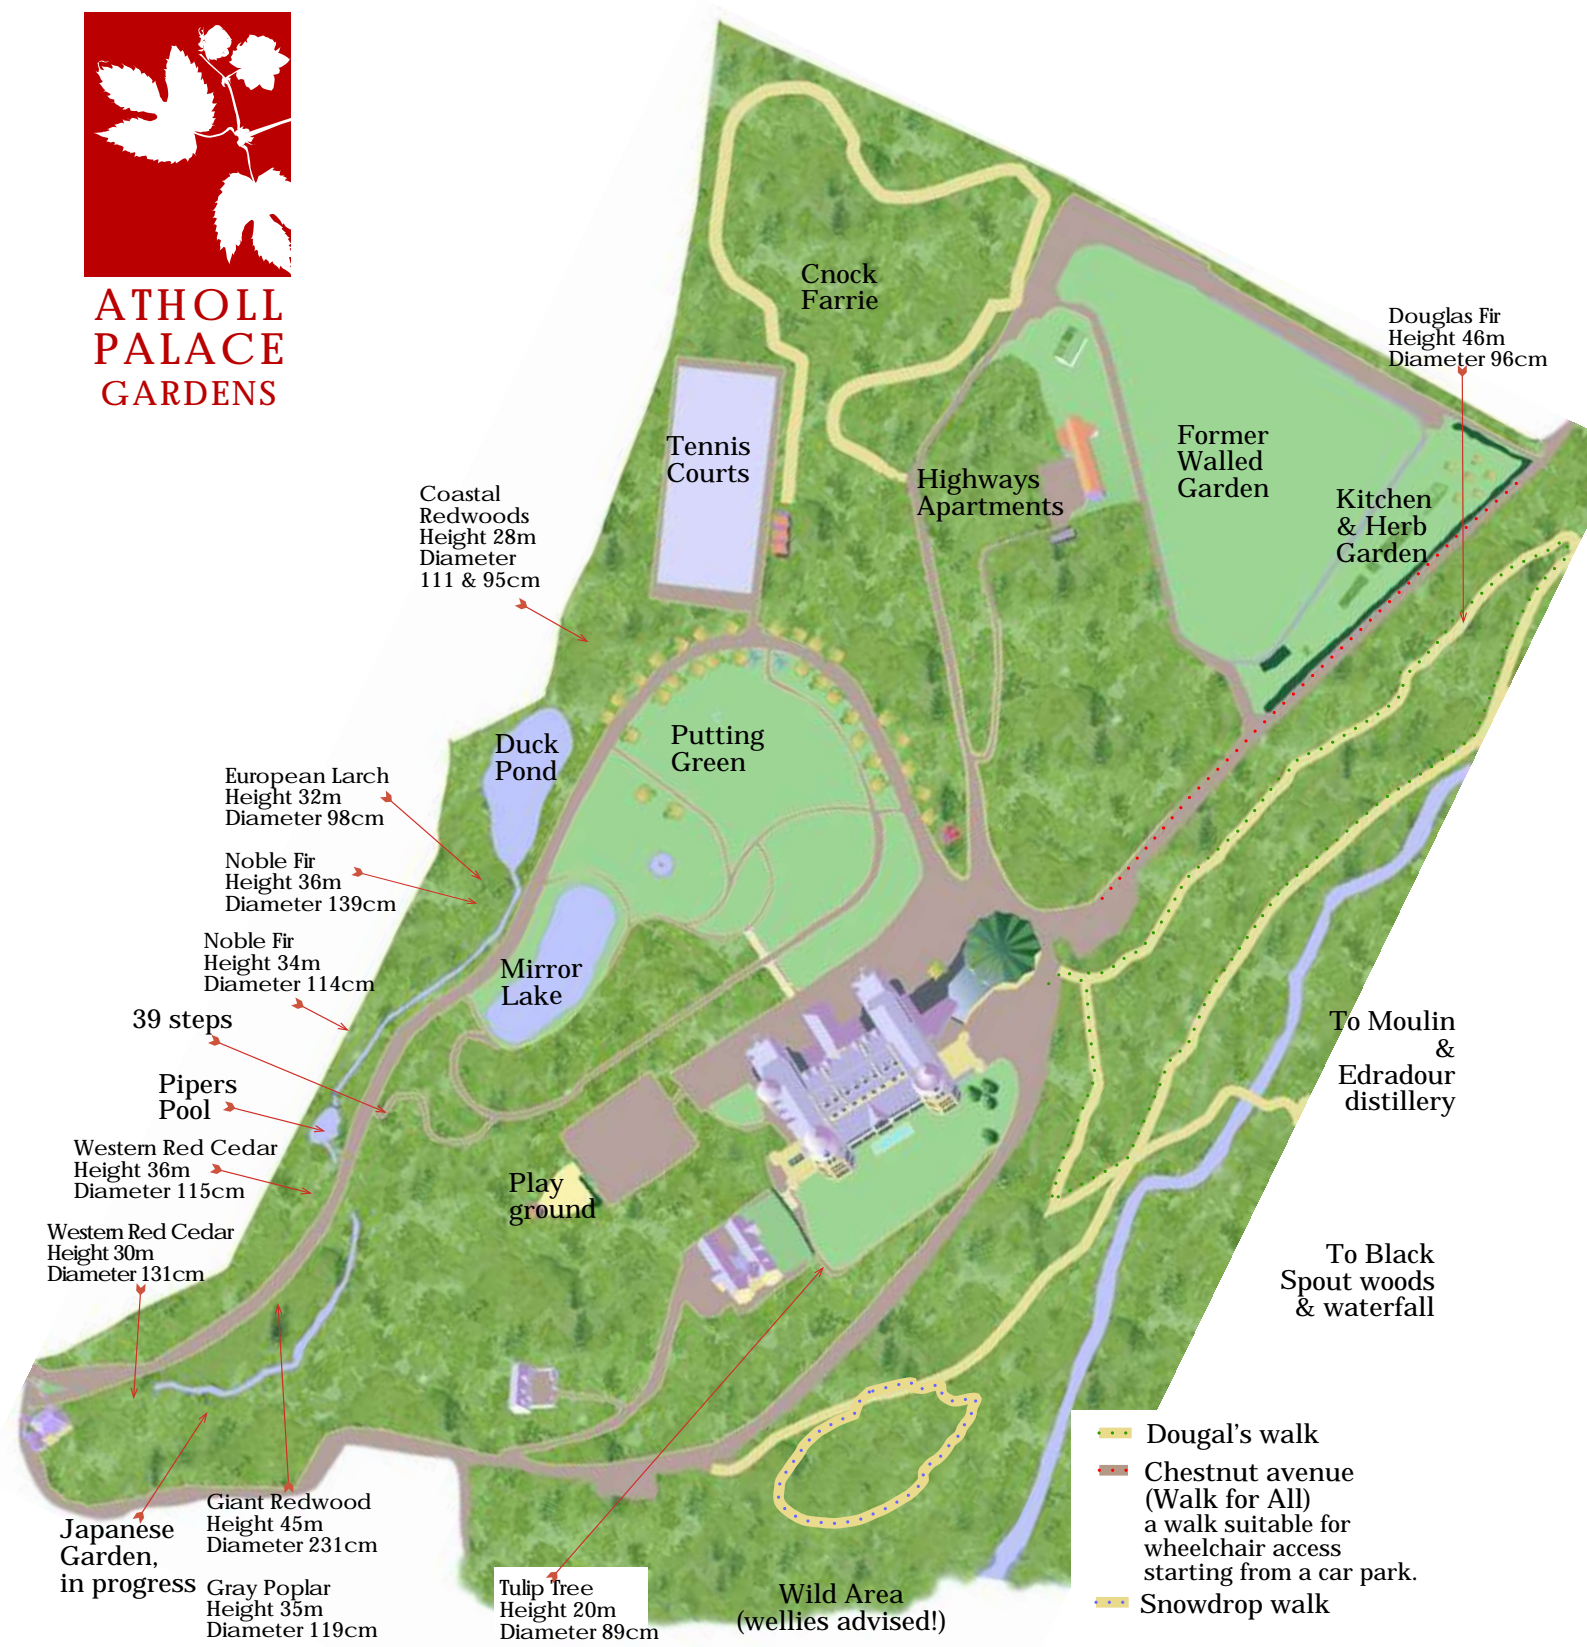 ATHOLL
PALACE
GARDENS
Cnock
Farrie
Douglas Fir
Height 46m
Diameter 96cm
Tennis
Courts
Highways
Apartments
Former
Walled
Garden
Kitchen
& Herb
Garden
Coastal
Redwoods
Height 28m
Diameter
111 & 95cm
Duck
Pond
Putting
Green
European Larch
Height 32m
Diameter 98cm
Noble Fir
Height 36m
Diameter 139cm
Noble Fir
Height 34m
Diameter 114cm
Mirror
Lake
39 steps
To Moulin
&
Edradour
distillery
Pipers
Pool
Western Red Cedar
Height 36m
Diameter 115cm
Play
ground
Western Red Cedar
Height 30m
Diameter 131cm
To Black
Spout woods
& waterfall
Japanese
Garden,
in progress
Giant Redwood
Height 45m
Diameter 231cm
Gray Poplar
Height 35m
Diameter 119cm
Tulip Tree
Height 20m
Diameter 89cm
Wild Area
(wellies advised!)
Dougal's walk
Chestnut avenue
(Walk for All)
a walk suitable for
wheelchair access
starting from a car park.
Snowdrop walk